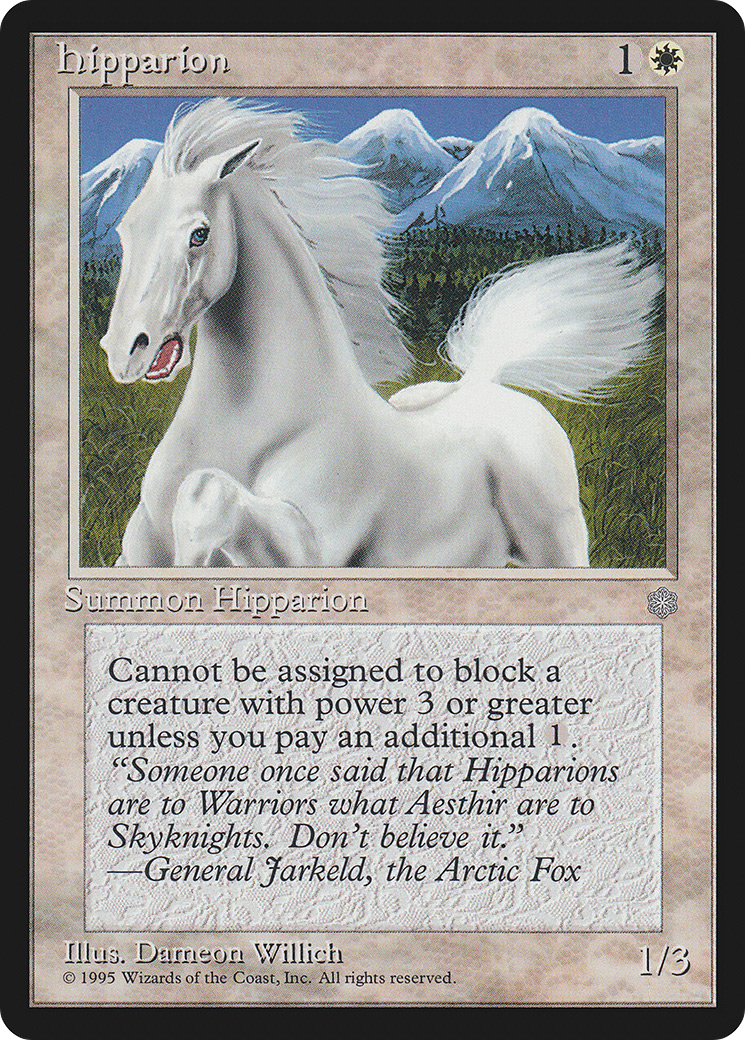 Hipparion 1
Summon Hipparion
Cannot be assigned to block a
creature with power 3 or greater
unless you pay an additional 1.
“Someone once said that Hipparions
are to Warriors what Aesthir are to
Skyknights. Don’t believe it.”
—General Jarkeld, the Arctic Fox
Illus. Dameon Willich
1/3
© 1995 Wizards of the Coast, Inc. All rights reserved.